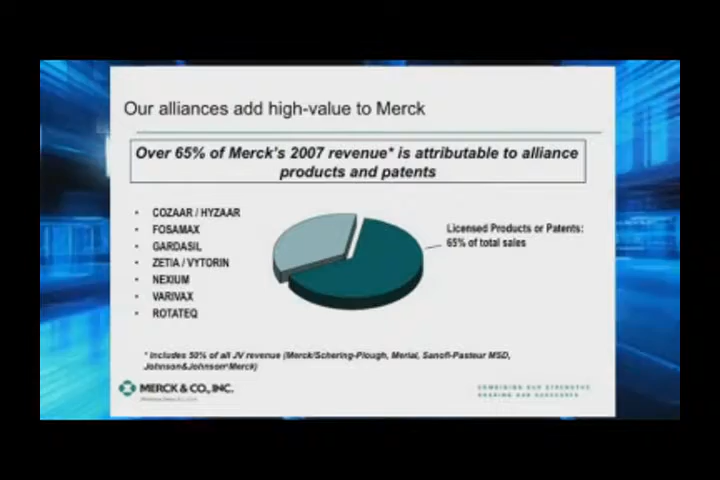 Our alliances add high-value to Merck
Over 65% of Merck's 2007 revenue* is attributable to alliance
products and patents
• COZAAR / HYZAAR
• FOSAMAX
• GARDASIL
• ZETIA / VYTORIN
• NEXIUM
• VARIVAX
• ROTATEQ
Licensed Products or Patents:
65% of total sales
* Includes 50% of all JV revenue (Merck/Schering-Plough, Merial, Sanofi-Pasteur MSD,
Johnson&Johnson*Merck)
MERCK & CO., INC.
COMBINING OUR STRENGTHS
SHARING OUR SUCCESSES